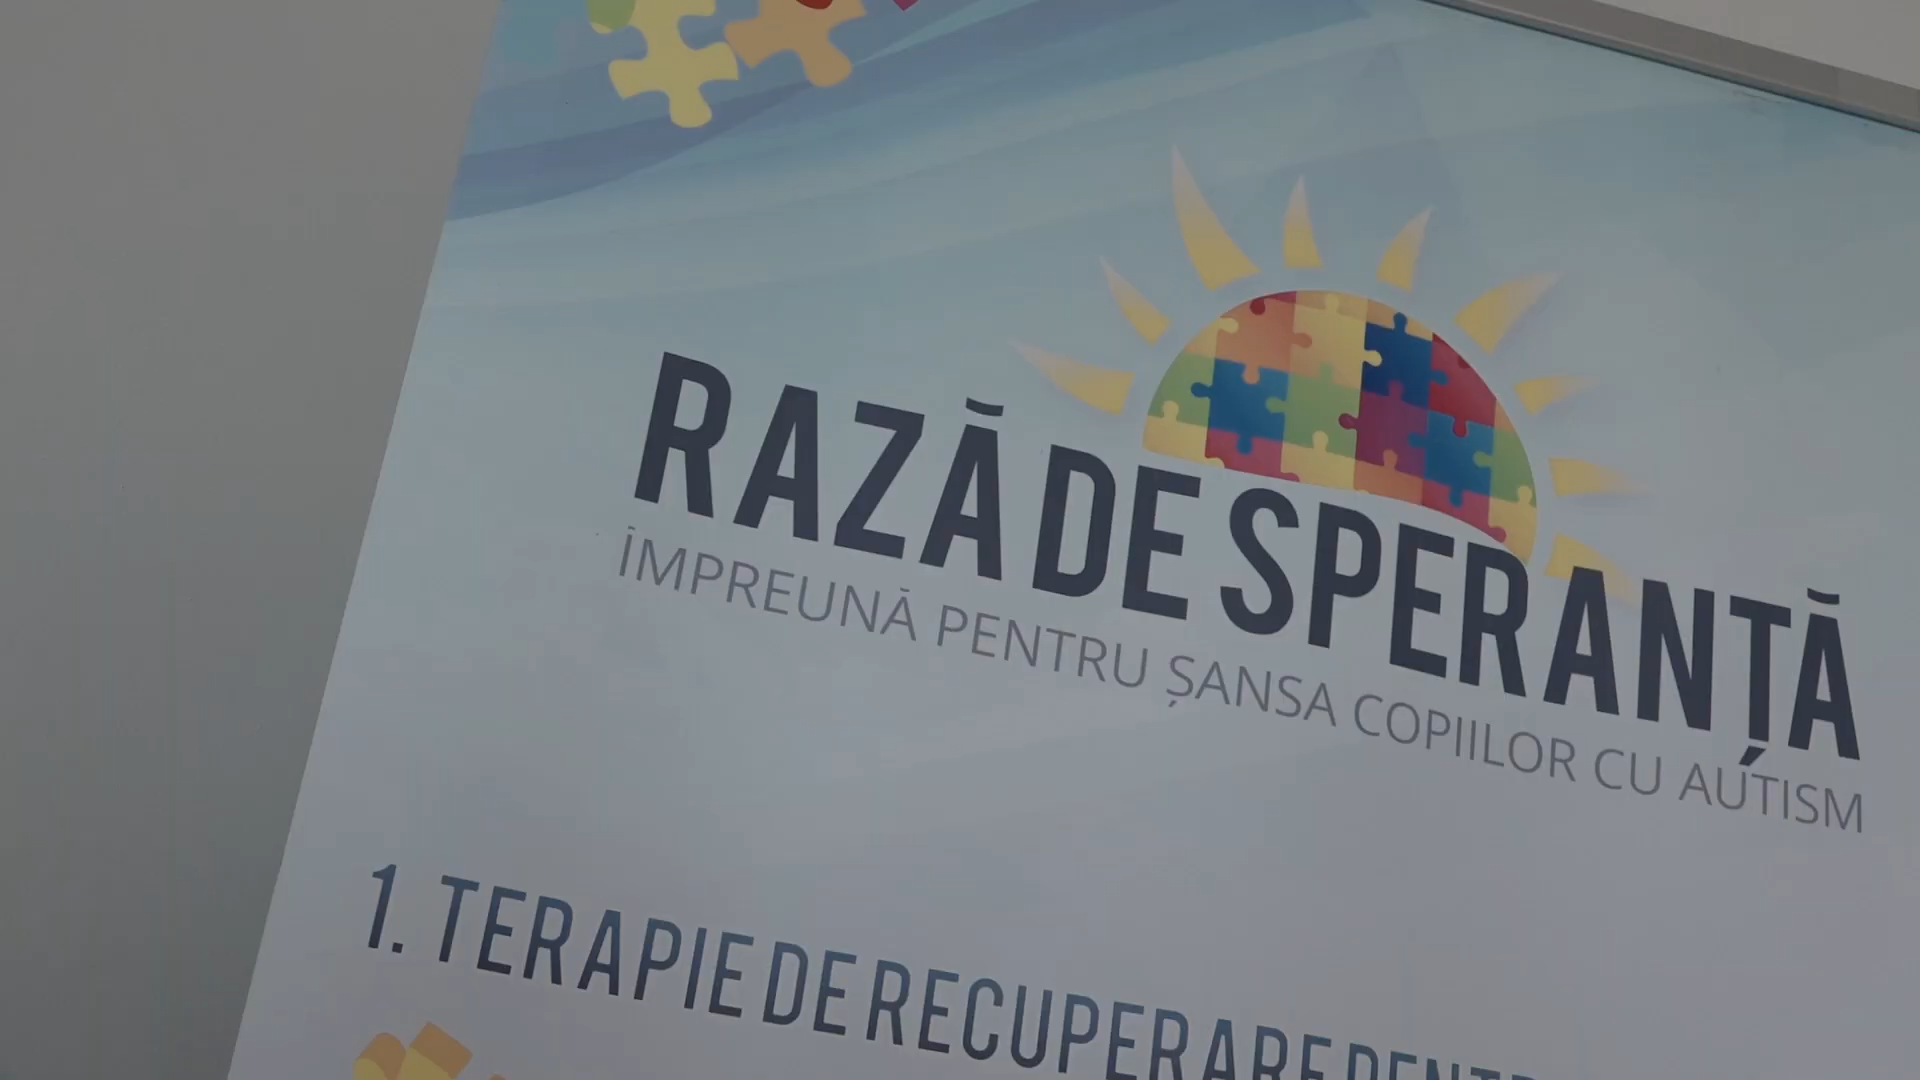 RAZĂ DE SPERANȚĂ
ÎMPREUNĂ PENTRU ȘANSA COPIILOR CU AUTISM
1. TERAPIE DE RECUPERARE